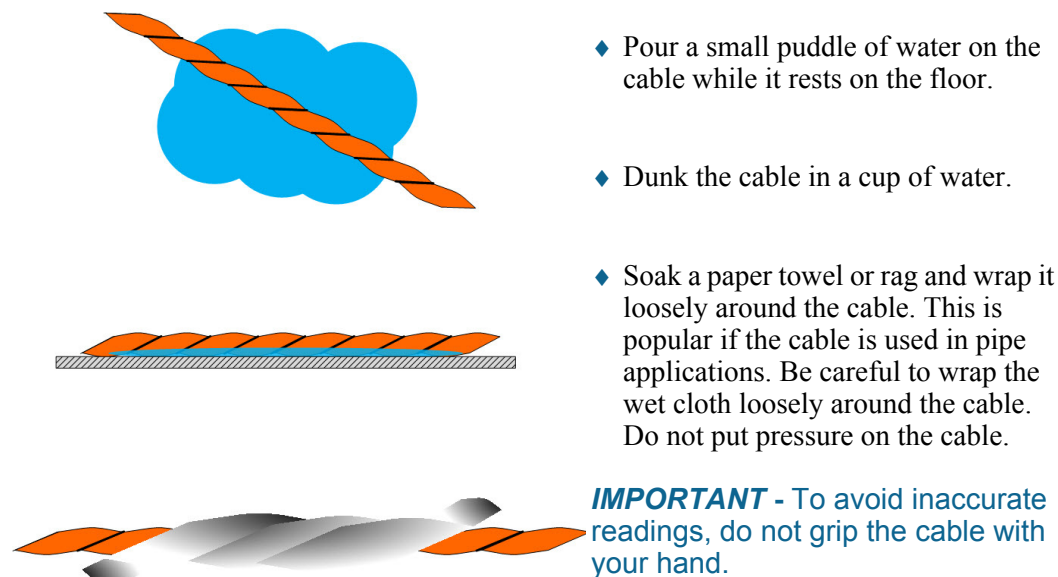 ♦ Pour a small puddle of water on the
cable while it rests on the floor.
♦ Dunk the cable in a cup of water.
♦ Soak a paper towel or rag and wrap it
loosely around the cable. This is
popular if the cable is used in pipe
applications. Be careful to wrap the
wet cloth loosely around the cable.
Do not put pressure on the cable.
IMPORTANT - To avoid inaccurate
readings, do not grip the cable with
your hand.